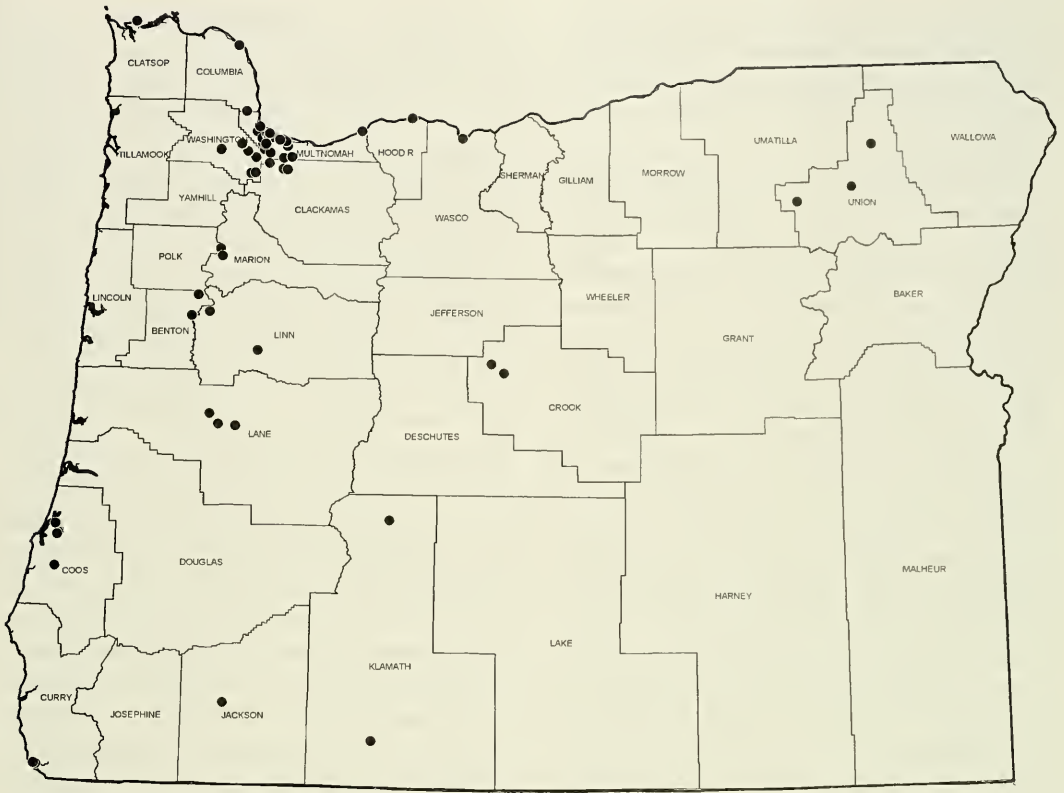 CLATSOP
COLUMBIA
TILLAMOOK
WASHINGTON
MULTNOMAH
HOOD R
SHERMAN
GILLIAM
MORROW
UMATILLA
UNION
WALLOWA
YAMHILL
CLACKAMAS
WASCO
POLK
MARION
LINCOLN
BENTON
LINN
JEFFERSON
WHEELER
GRANT
BAKER
LANE
DESCHUTES
CROOK
COOS
DOUGLAS
HARNEY
MALHEUR
LAKE
KLAMATH
CURRY
JOSEPHINE
JACKSON